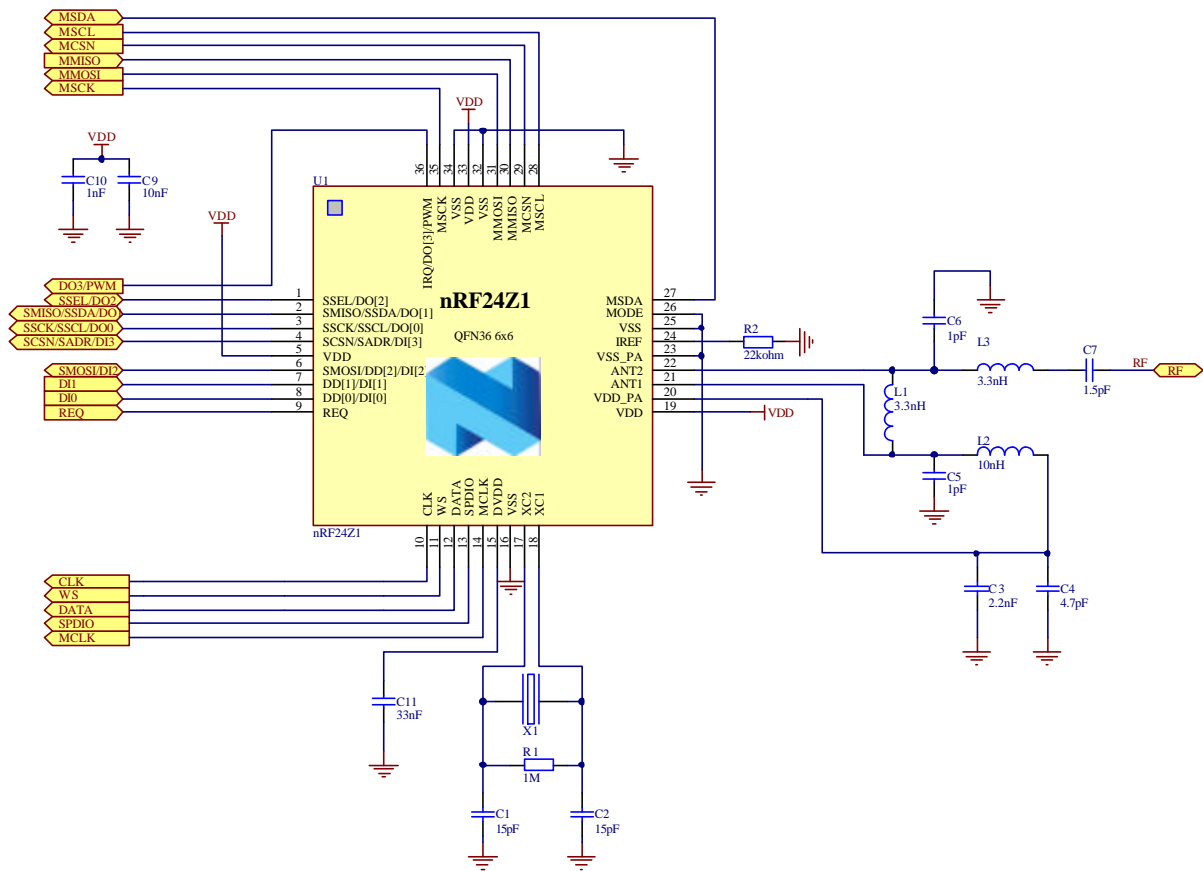 MSDA
MSCL
MCSN
MMISO
MMOSI
MSCK
VDD
C10
1nF
C9
10nF
VDD
VDD
DO3/PWM
SSEL/DO2
SMISO/SSDA/DO
SSCK/SSCL/DO0
SCSN/SADR/DI3
SMOSI/DI2
DI1
DI0
REQ
U1
36
35
34
33
32
31
30
29
28
IRQ/DO[3]/PWM
MSCK
VSS
VDD
VSS
MMOSI
MMISO
MCSN
MSCL
nRF24Z1
QFN36 6x6
1 SSEL/DO[2]
2 SMISO/SSDA/DO[1]
3 SSCK/SSCL/DO[0]
4 SCSN/SADR/DI[3]
5 VDD
6 SMOSI/DD[2]/DI[2
7 DD[1]/DI[1]
8 DD[0]/DI[0]
9 REQ
MSDA 27
MODE 26
VSS 25
IREF 24
VSS_PA 23
ANT2 22
ANT1 21
VDD_PA 20
VDD 19
CLK
WS
DATA
SPDIO
MCLK
DVDD
VSS
XC2
XC1
nRF24Z1
10
11
12
13
14
15
16
17
18
R2
22kohm
VDD
C6
1pF
L3
3.3nH
C7
1.5pF
RF
RF
L1
3.3nH
L2
10nH
C5
1pF
C3
2.2nF
C4
4.7pF
CLK
WS
DATA
SPDIO
MCLK
C11
33nF
X1
R1
1M
C1
15pF
C2
15pF